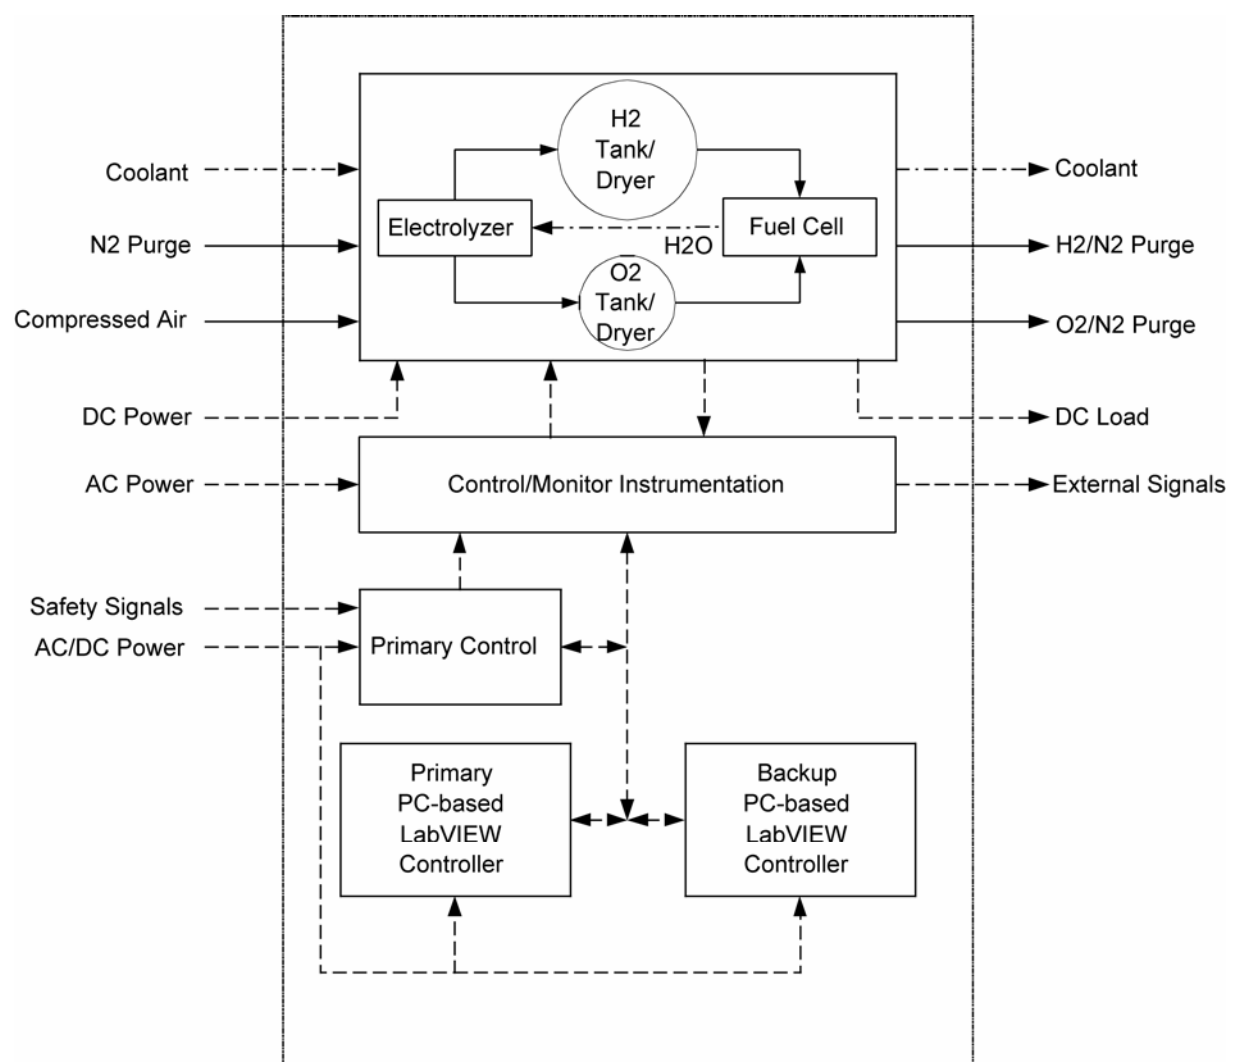 H2
Tank/
Dryer
Coolant
Coolant
Electrolyzer
Fuel Cell
N2 Purge
H2O
H2/N2 Purge
O2
Tank/
Dryer
Compressed Air
O2/N2 Purge
DC Power
DC Load
AC Power
Control/Monitor Instrumentation
External Signals
Safety Signals
AC/DC Power
Primary Control
Primary
PC-based
LabVIEW
Controller
Backup
PC-based
LabVIEW
Controller